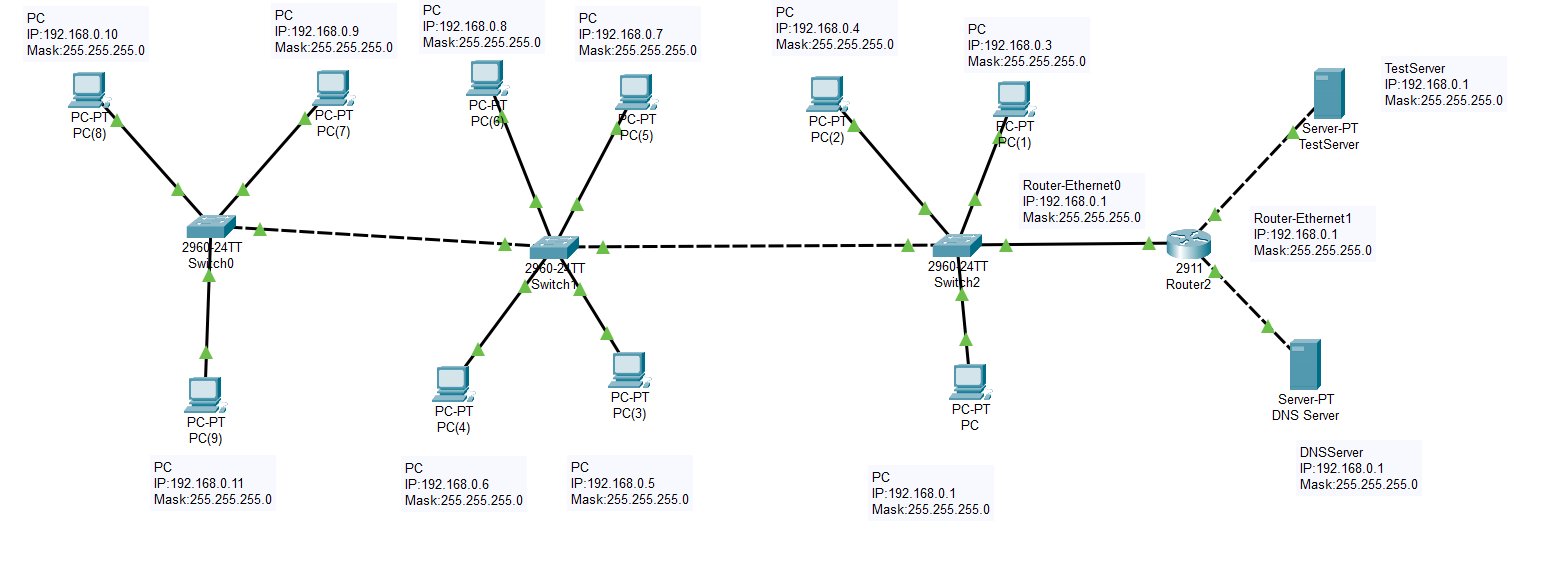 PC
IP:192.168.0.10
Mask:255.255.255.0
PC
IP:192.168.0.9
Mask:255.255.255.0
PC
IP:192.168.0.8
Mask:255.255.255.0
PC
IP:192.168.0.7
Mask:255.255.255.0
PC
IP:192.168.0.4
Mask:255.255.255.0
PC
IP:192.168.0.3
Mask:255.255.255.0
TestServer
IP:192.168.0.1
Mask:255.255.255.0
PC-PT
PC(8)
PC-PT
PC(7)
PC-PT
PC(6)
PC-PT
PC(5)
PC-PT
PC(2)
PC-PT
PC(1)
Server-PT
TestServer
Router-Ethernet0
IP:192.168.0.1
Mask:255.255.255.0
Router-Ethernet1
IP:192.168.0.1
Mask:255.255.255.0
2960-24TT
Switch0
2960-24TT
Switch1
2960-24TT
Switch2
2911
Router2
PC-PT
PC(9)
PC-PT
PC(4)
PC-PT
PC(3)
PC-PT
PC
Server-PT
DNS Server
PC
IP:192.168.0.11
Mask:255.255.255.0
PC
IP:192.168.0.6
Mask:255.255.255.0
PC
IP:192.168.0.5
Mask:255.255.255.0
PC
IP:192.168.0.1
Mask:255.255.255.0
DNSServer
IP:192.168.0.1
Mask:255.255.255.0